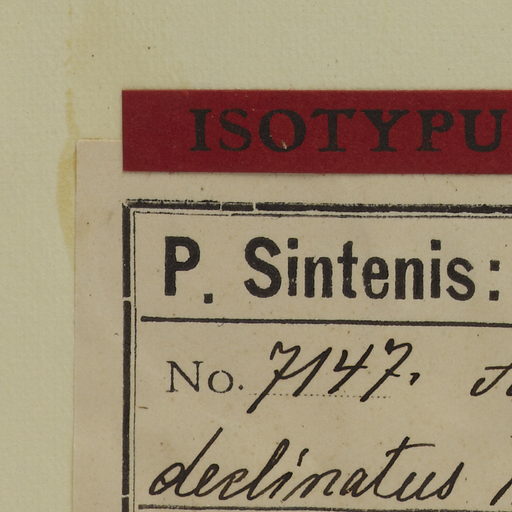 ISOTYPU
P. Sintenis:
No. 7147.
declinatus